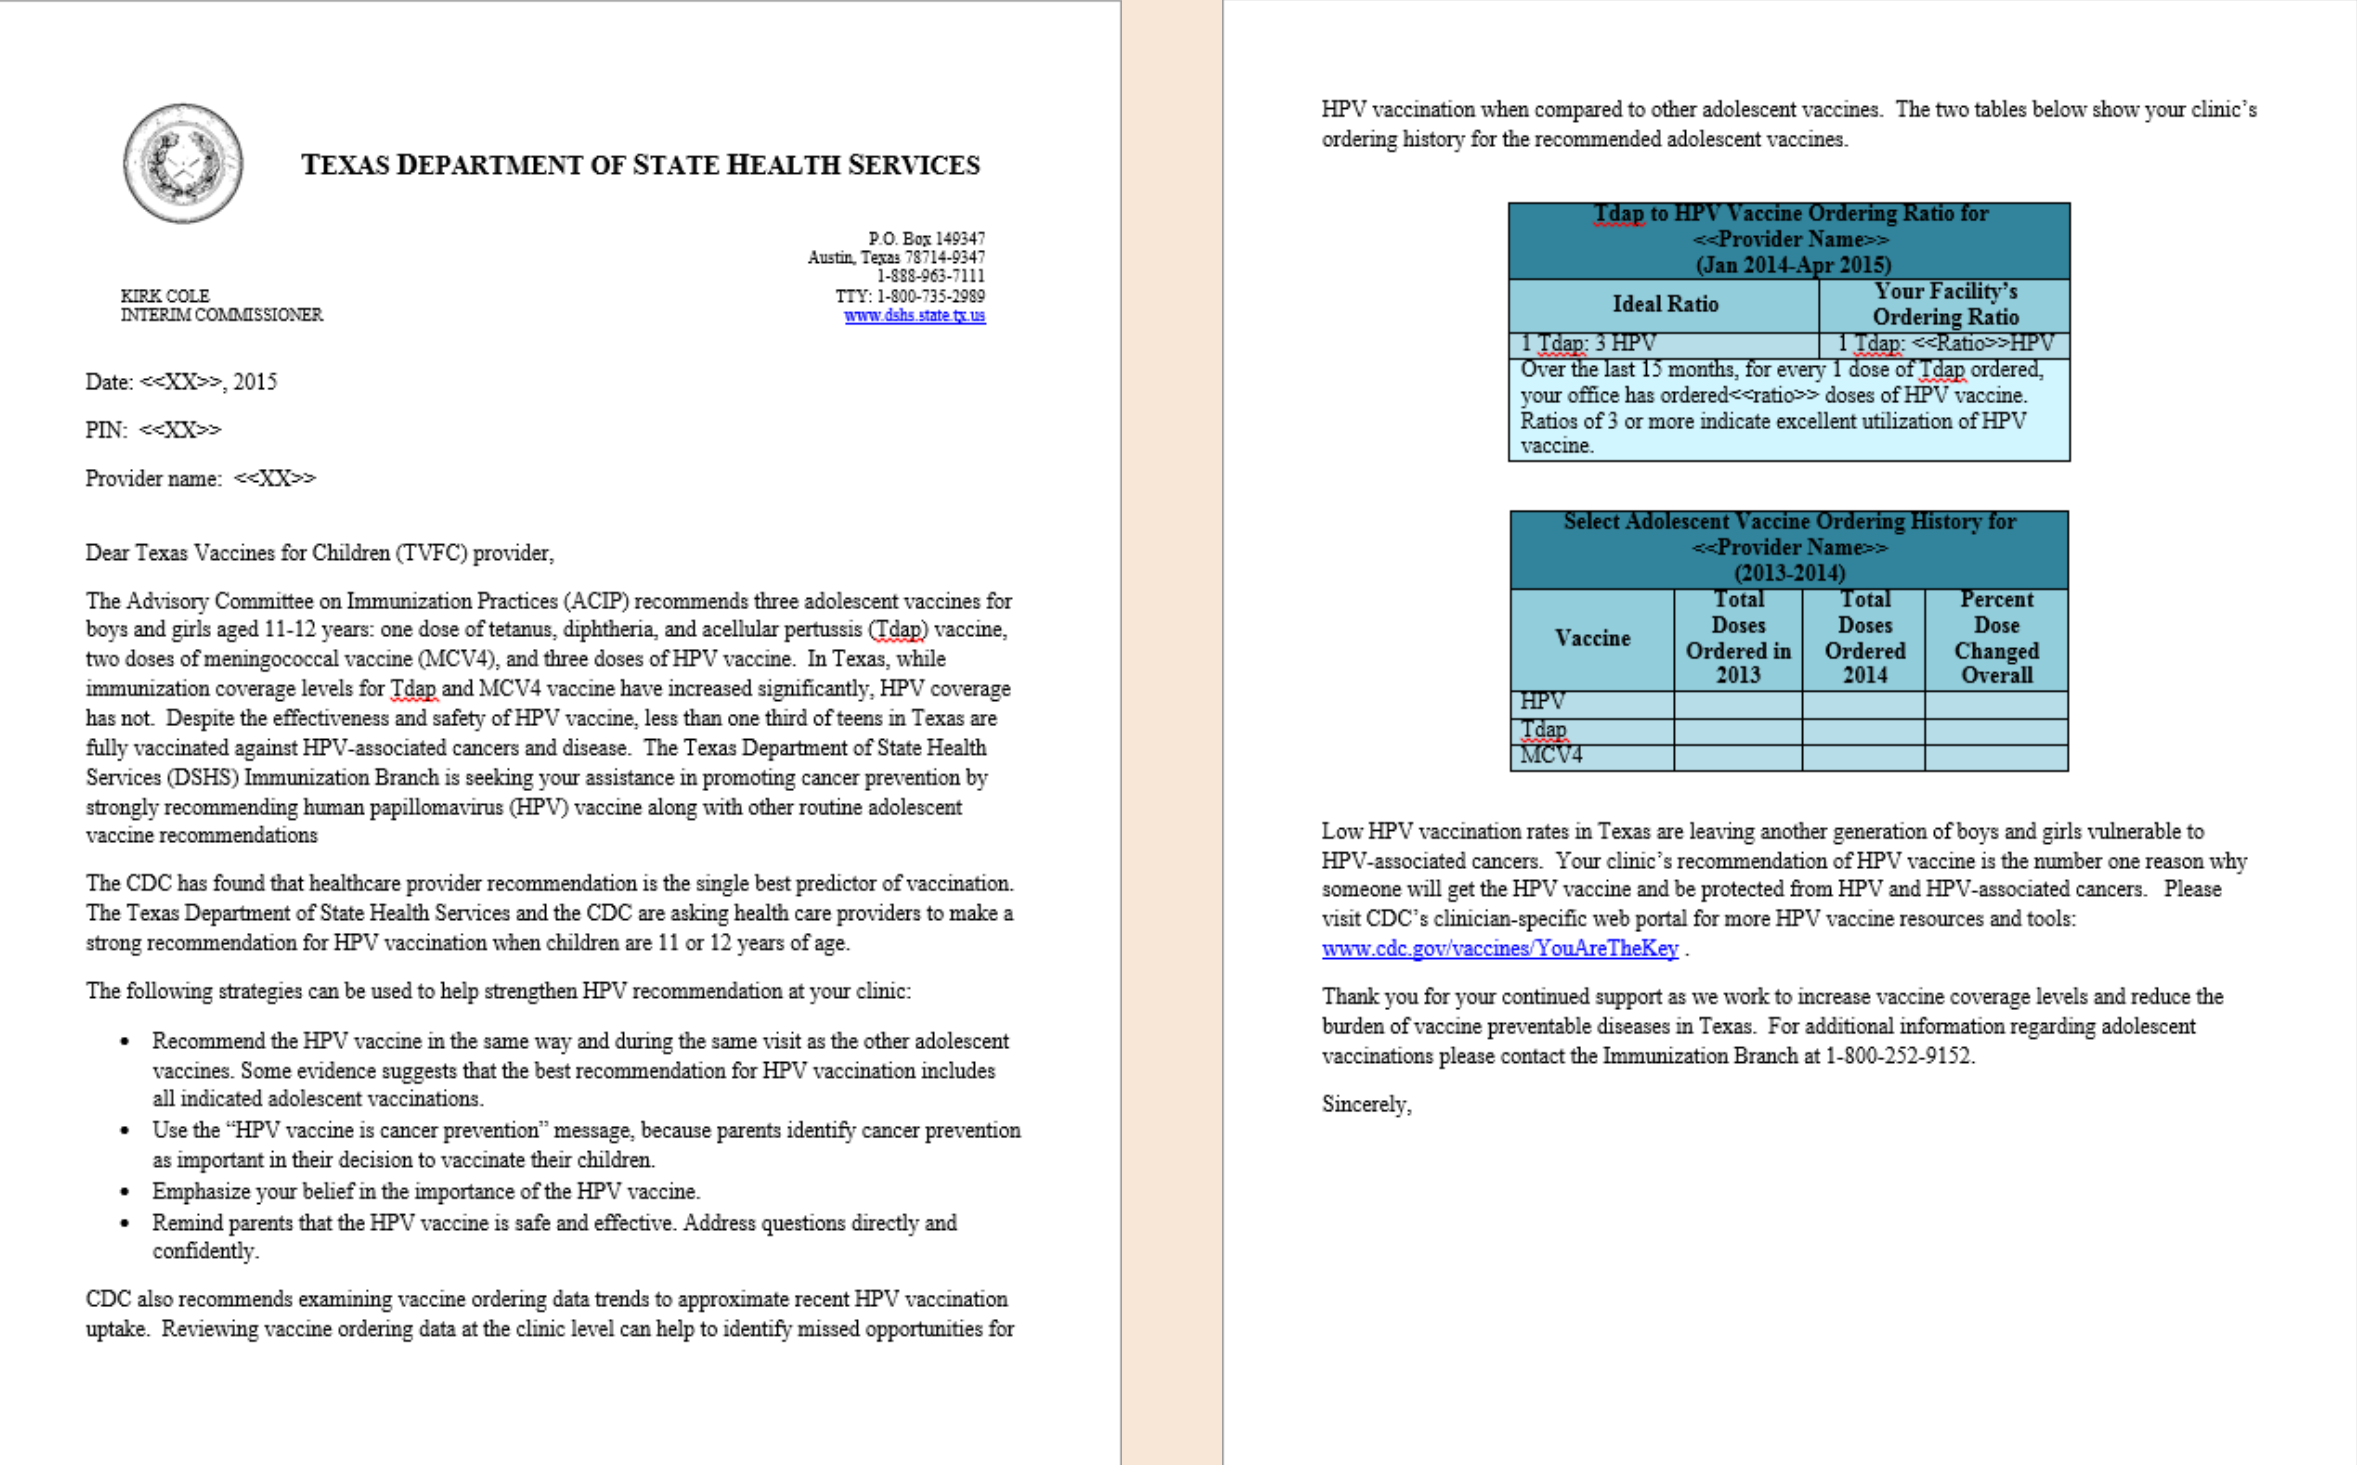 TEXAS DEPARTMENT OF STATE HEALTH SERVICES
P.O. Box 149347
Austin, Texas 78714-9347
1-888-963-7111
TTY: 1-800-735-2989
www.dshs.state.tx.us
KIRK COLE
INTERIM COMMISSIONER
Date: <<XX>>, 2015
PIN: <<XX>>
Provider name: <<XX>>
Dear Texas Vaccines for Children (TVFC) provider,
The Advisory Committee on Immunization Practices (ACIP) recommends three adolescent vaccines for
boys and girls aged 11-12 years: one dose of tetanus, diphtheria, and acellular pertussis (Tdap) vaccine,
two doses of meningococcal vaccine (MCV4), and three doses of HPV vaccine. In Texas, while
immunization coverage levels for Tdap and MCV4 vaccine have increased significantly, HPV coverage
has not. Despite the effectiveness and safety of HPV vaccine, less than one third of teens in Texas are
fully vaccinated against HPV-associated cancers and disease. The Texas Department of State Health
Services (DSHS) Immunization Branch is seeking your assistance in promoting cancer prevention by
strongly recommending human papillomavirus (HPV) vaccine along with other routine adolescent
vaccine recommendations
The CDC has found that healthcare provider recommendation is the single best predictor of vaccination.
The Texas Department of State Health Services and the CDC are asking health care providers to make a
strong recommendation for HPV vaccination when children are 11 or 12 years of age.
The following strategies can be used to help strengthen HPV recommendation at your clinic:
• Recommend the HPV vaccine in the same way and during the same visit as the other adolescent
vaccines. Some evidence suggests that the best recommendation for HPV vaccination includes
all indicated adolescent vaccinations.
• Use the “HPV vaccine is cancer prevention” message, because parents identify cancer prevention
as important in their decision to vaccinate their children.
• Emphasize your belief in the importance of the HPV vaccine.
• Remind parents that the HPV vaccine is safe and effective. Address questions directly and
confidently.
CDC also recommends examining vaccine ordering data trends to approximate recent HPV vaccination
uptake. Reviewing vaccine ordering data at the clinic level can help to identify missed opportunities for
HPV vaccination when compared to other adolescent vaccines. The two tables below show your clinic’s
ordering history for the recommended adolescent vaccines.
Tdap to HPV Vaccine Ordering Ratio for
<<Provider Name>>
(Jan 2014-Apr 2015)
Ideal Ratio
Your Facility’s
Ordering Ratio
1 Tdap: 3 HPV
1 Tdap: <<Ratio>>HPV
Over the last 15 months, for every 1 dose of Tdap ordered,
your office has ordered<<ratio>> doses of HPV vaccine.
Ratios of 3 or more indicate excellent utilization of HPV
vaccine.
Select Adolescent Vaccine Ordering History for
<<Provider Name>>
(2013-2014)
Vaccine
Total
Doses
Ordered in
2013
Total
Doses
Ordered
2014
Percent
Dose
Changed
Overall
HPV
Tdap
MCV4
Low HPV vaccination rates in Texas are leaving another generation of boys and girls vulnerable to
HPV-associated cancers. Your clinic’s recommendation of HPV vaccine is the number one reason why
someone will get the HPV vaccine and be protected from HPV and HPV-associated cancers. Please
visit CDC’s clinician-specific web portal for more HPV vaccine resources and tools:
www.cdc.gov/vaccines/YouAreTheKey .
Thank you for your continued support as we work to increase vaccine coverage levels and reduce the
burden of vaccine preventable diseases in Texas. For additional information regarding adolescent
vaccinations please contact the Immunization Branch at 1-800-252-9152.
Sincerely,